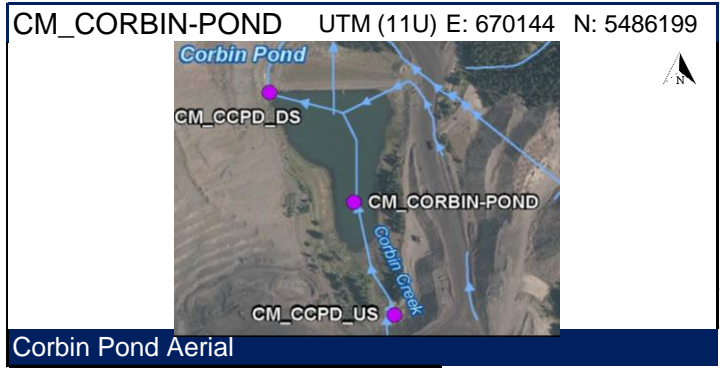 CM_CORBIN-POND UTM (11U) E: 670144 N: 5486199
Corbin Pond
N
CM_CCPD_DS
CM_CORBIN-POND
Corbin Creek
CM_CCPD_US
Corbin Pond Aerial